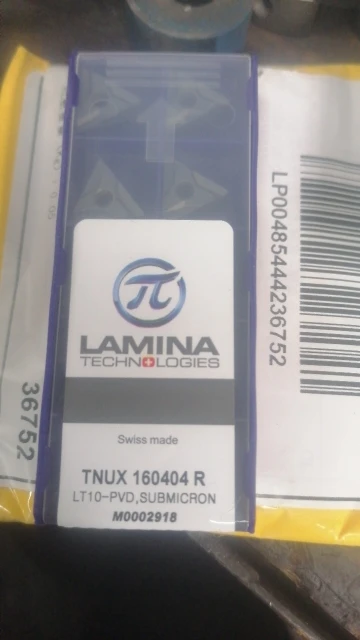 π
LAMINA
TECHNOLOGIES
Swiss made
TNUX 160404 R
LT10-PVD,SUBMICRON
M0002918
LP00485444236752
36752